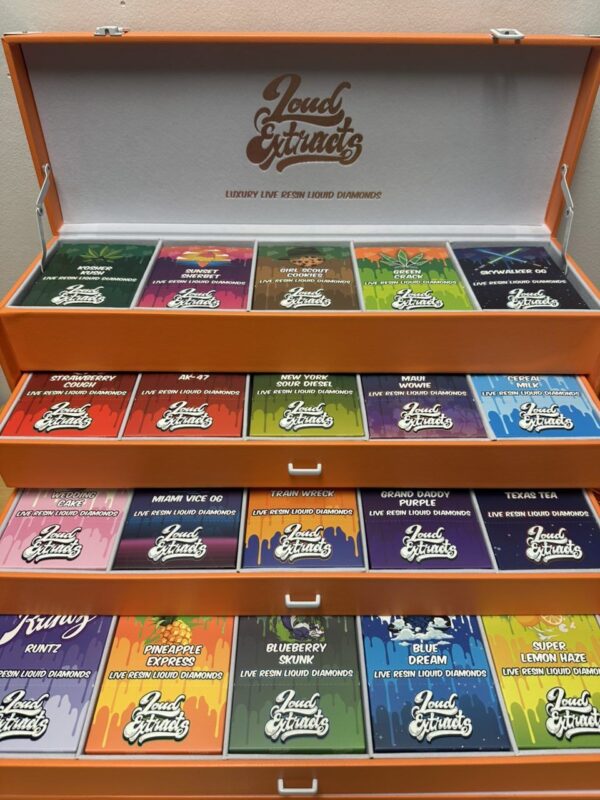 Loud
Extracts
LUXURY LIVE RESIN LIQUID DIAMONDS
KOSHER
KUSH
LIVE RESIN LIQUID DIAMONDS
Loud
Extracts
SUNSET
SHERBET
LIVE RESIN LIQUID DIAMONDS
Loud
Extracts
GIRL SCOUT
COOKIES
LIVE RESIN LIQUID DIAMONDS
Loud
Extracts
GREEN
CRACK
LIVE RESIN LIQUID DIAMONDS
Loud
Extracts
SKYWALKER OG
LIVE RESIN LIQUID DIAMONDS
Loud
Extracts
STRAWBERRY
COUGH
LIVE RESIN LIQUID DIAMONDS
Loud
Extracts
AK-47
LIVE RESIN LIQUID DIAMONDS
Loud
Extracts
NEW YORK
SOUR DIESEL
LIVE RESIN LIQUID DIAMONDS
Loud
Extracts
MAUI
WOWIE
LIVE RESIN LIQUID DIAMONDS
Loud
Extracts
CEREAL
MILK
LIVE RESIN LIQUID DIAMONDS
Loud
Extracts
WEDDING
CAKE
LIVE RESIN LIQUID DIAMONDS
Loud
Extracts
MIAMI VICE OG
LIVE RESIN LIQUID DIAMONDS
Loud
Extracts
TRAIN WRECK
LIVE RESIN LIQUID DIAMONDS
Loud
Extracts
GRAND DADDY
PURPLE
LIVE RESIN LIQUID DIAMONDS
Loud
Extracts
TEXAS TEA
LIVE RESIN LIQUID DIAMONDS
Loud
Extracts
Runtz
RUNTZ
LIVE RESIN LIQUID DIAMONDS
Loud
Extracts
PINEAPPLE
EXPRESS
LIVE RESIN LIQUID DIAMONDS
Loud
Extracts
BLUEBERRY
SKUNK
LIVE RESIN LIQUID DIAMONDS
Loud
Extracts
BLUE
DREAM
LIVE RESIN LIQUID DIAMONDS
Loud
Extracts
SUPER
LEMON HAZE
LIVE RESIN LIQUID DIAMONDS
Loud
Extracts